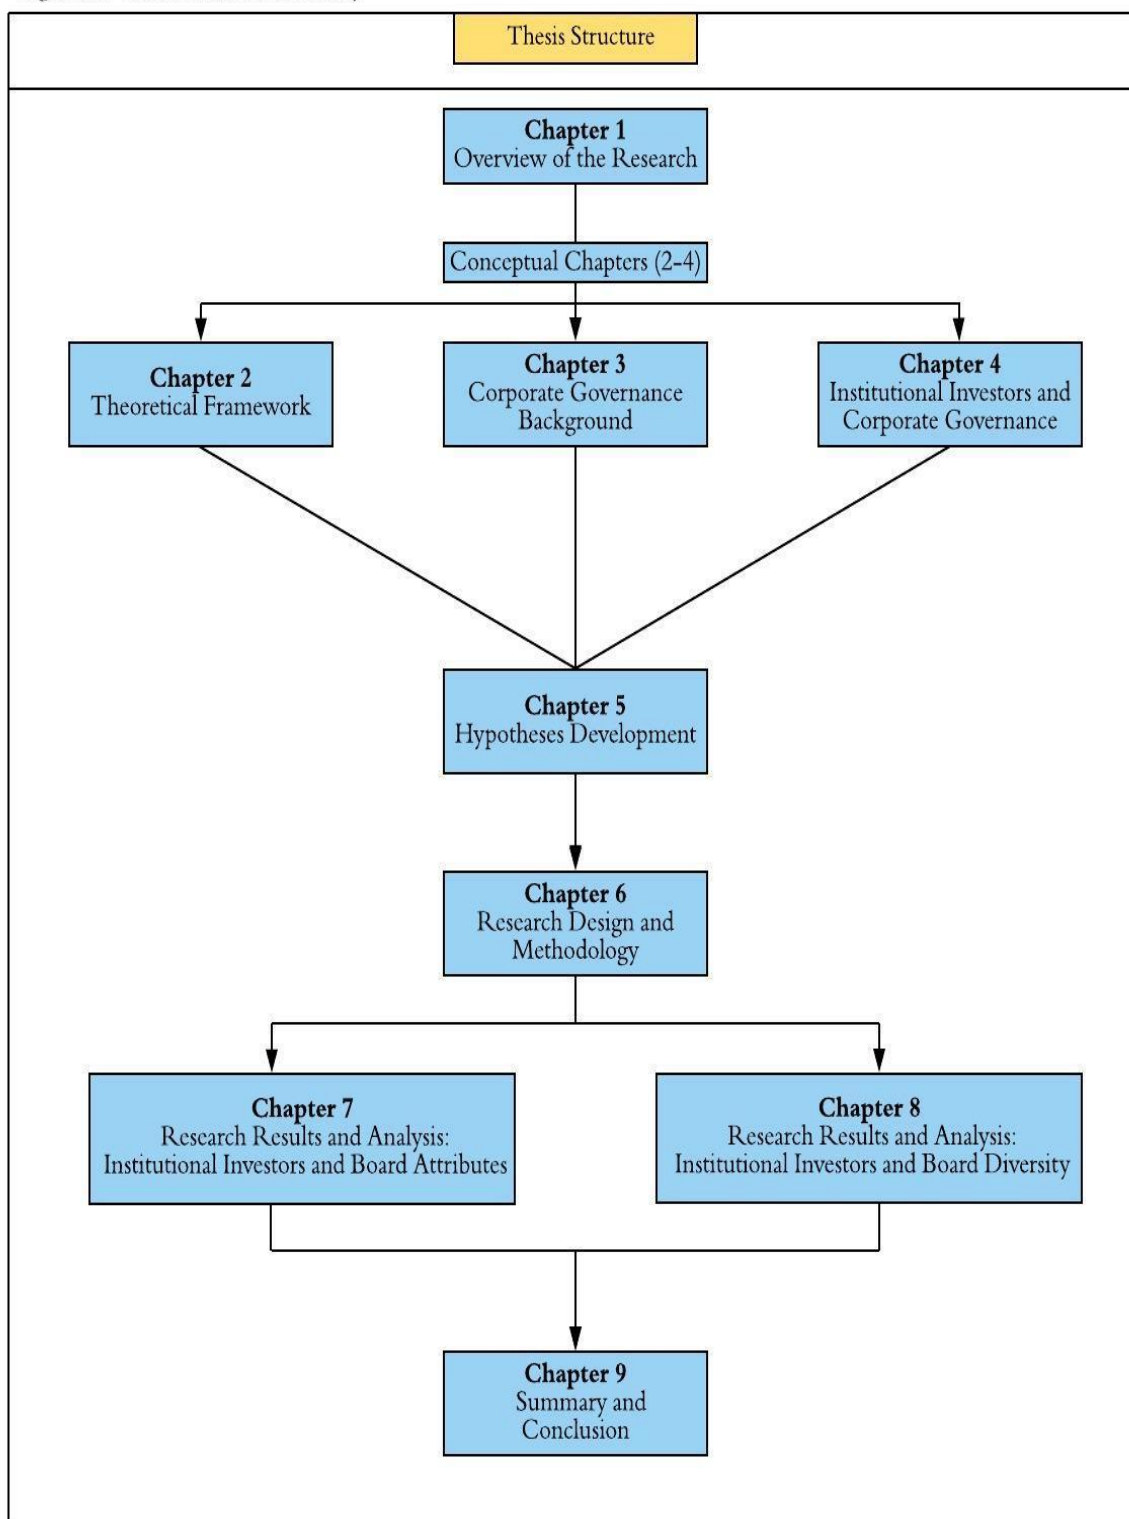 Thesis Structure
Chapter 1
Overview of the Research
Conceptual Chapters (2-4)
Chapter 2
Theoretical Framework
Chapter 3
Corporate Governance
Background
Chapter 4
Institutional Investors and
Corporate Governance
Chapter 5
Hypotheses Development
Chapter 6
Research Design and
Methodology
Chapter 7
Research Results and Analysis:
Institutional Investors and Board Attributes
Chapter 8
Research Results and Analysis:
Institutional Investors and Board Diversity
Chapter 9
Summary and
Conclusion